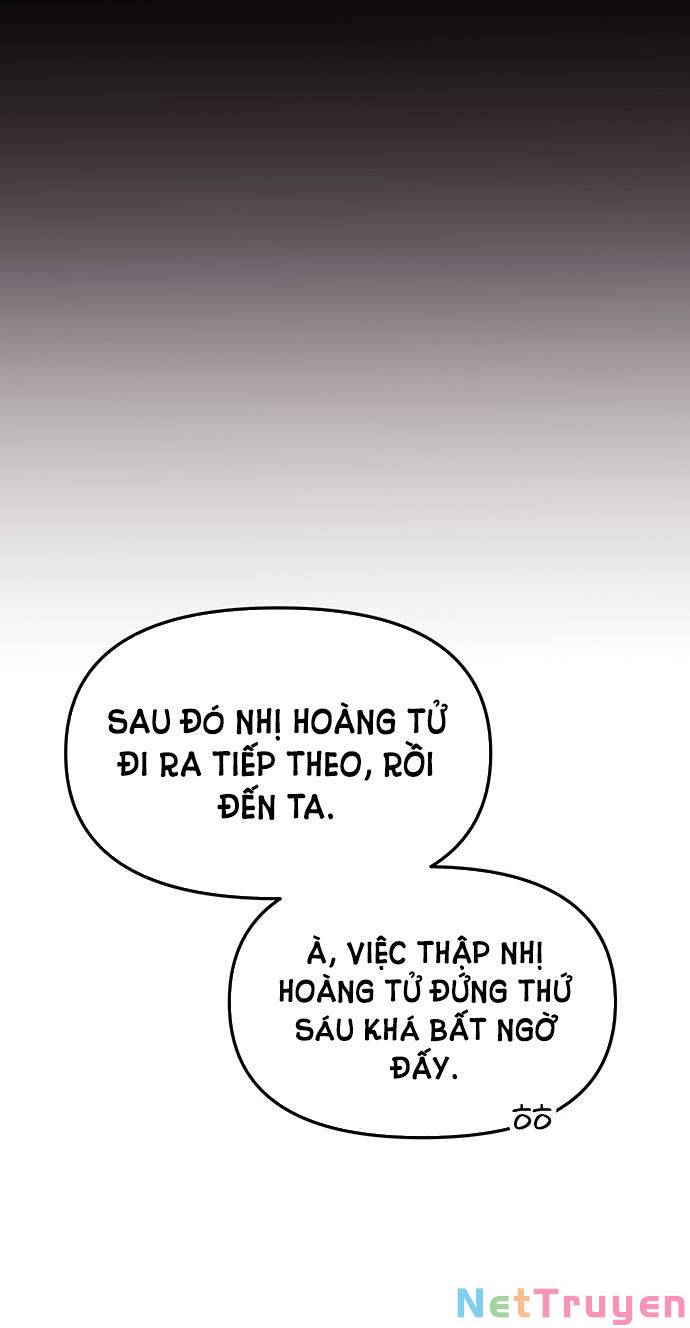 SAU ĐÓ NHỊ HOÀNG TỬ
ĐI RA TIẾP THEO, RỒI
ĐẾN TA.
À, VIỆC THẬP NHỊ
HOÀNG TỬ ĐỨNG THỨ
SÁU KHÁ BẤT NGỜ
ĐẤY.
ㅎㅎ
NetTruyen